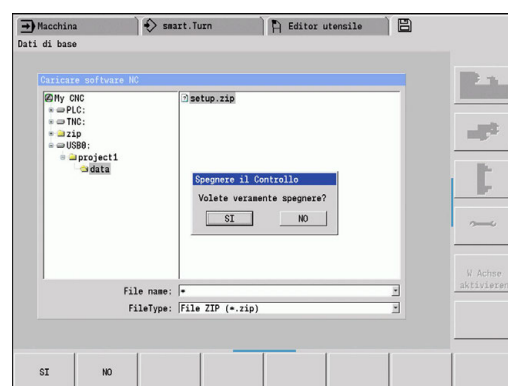 Macchina
smart.Turn
Editor utensile
Dati di base
Caricare software NC
My CNC
PLC:
TNC:
zip
USB0:
project1
data
setup.zip
Spegnere il Controllo
Volete veramente spegnere?
SI
NO
File name: *
FileType: File ZIP (*.zip)
W Achse
aktivieren
SI
NO